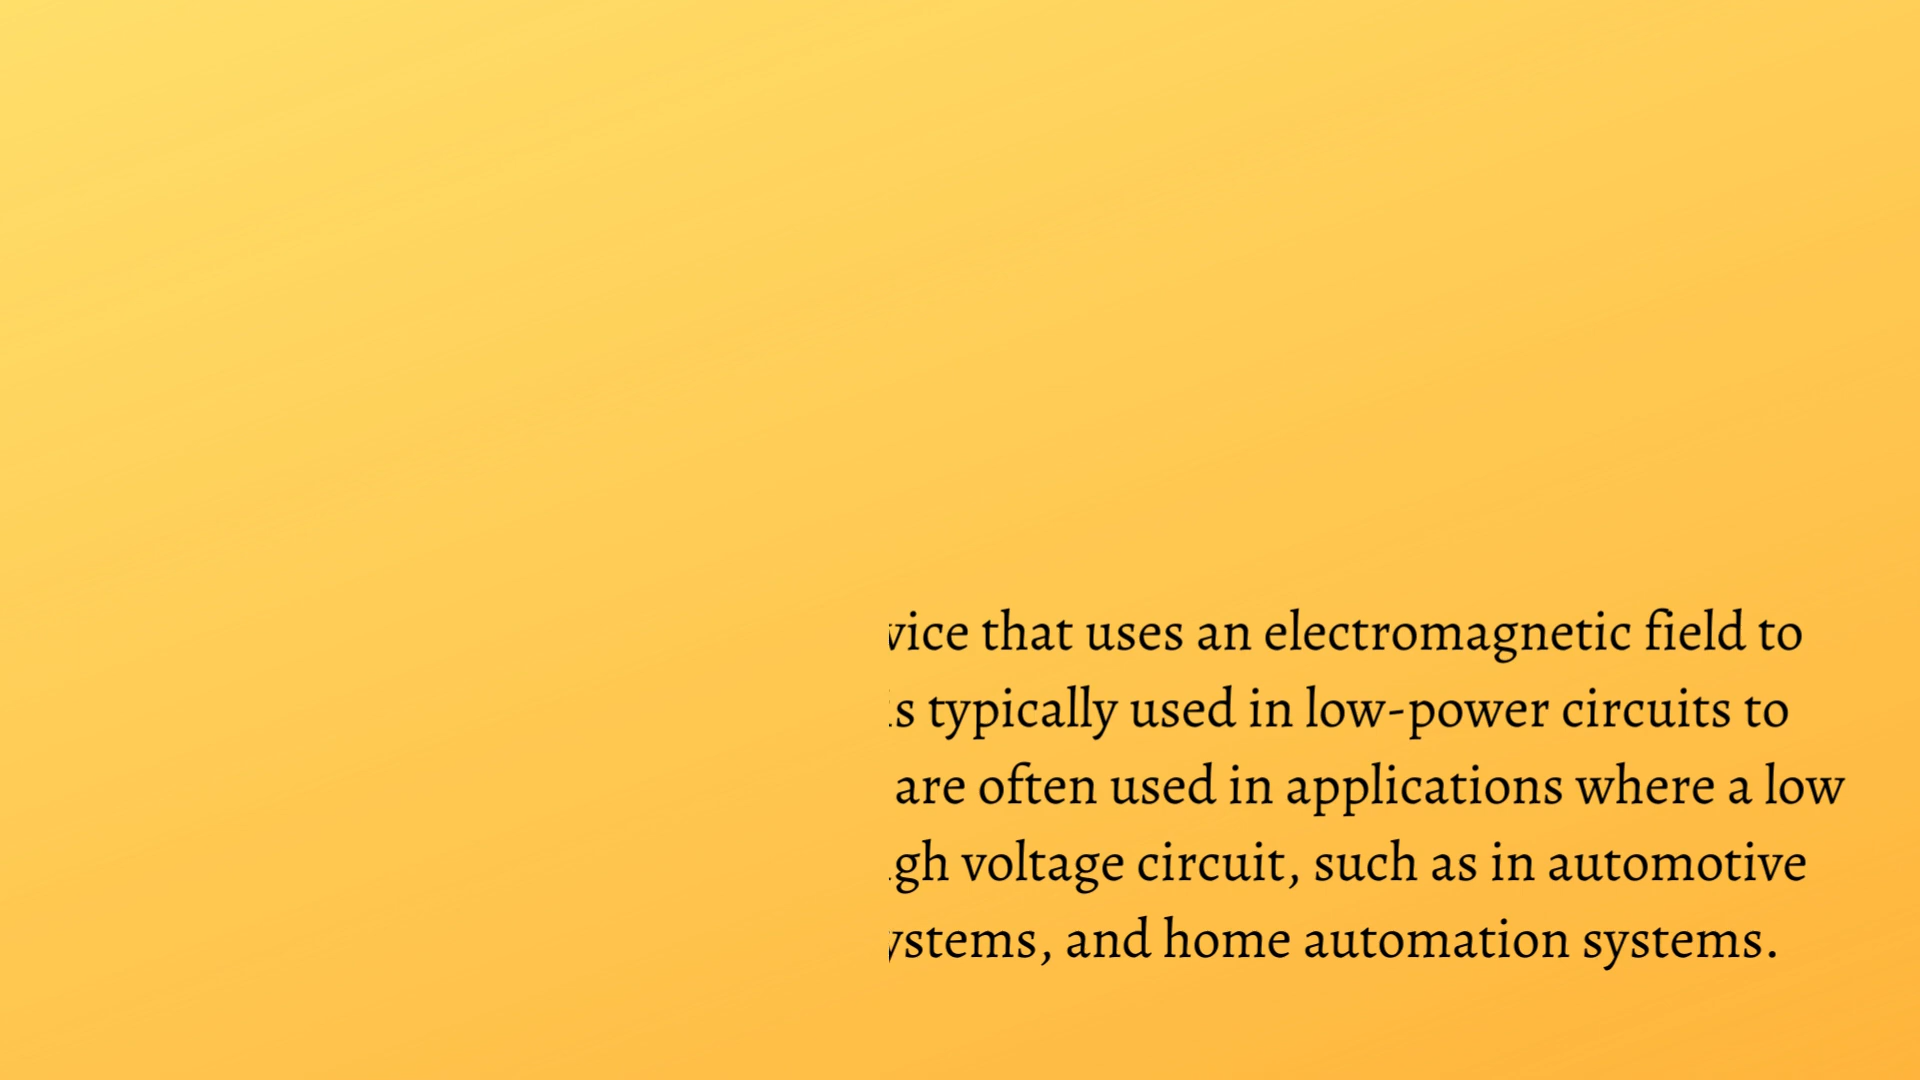 vice that uses an electromagnetic field to
is typically used in low-power circuits to
are often used in applications where a low
gh voltage circuit, such as in automotive
ystems, and home automation systems.